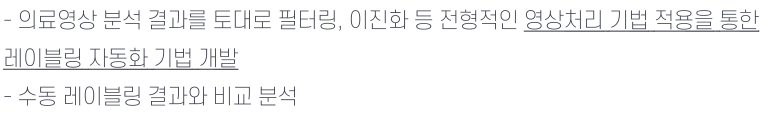 - 의료영상 분석 결과를 토대로 필터링, 이진화 등 전형적인 영상처리 기법 적용을 통한
레이블링 자동화 기법 개발
- 수동 레이블링 결과와 비교 분석